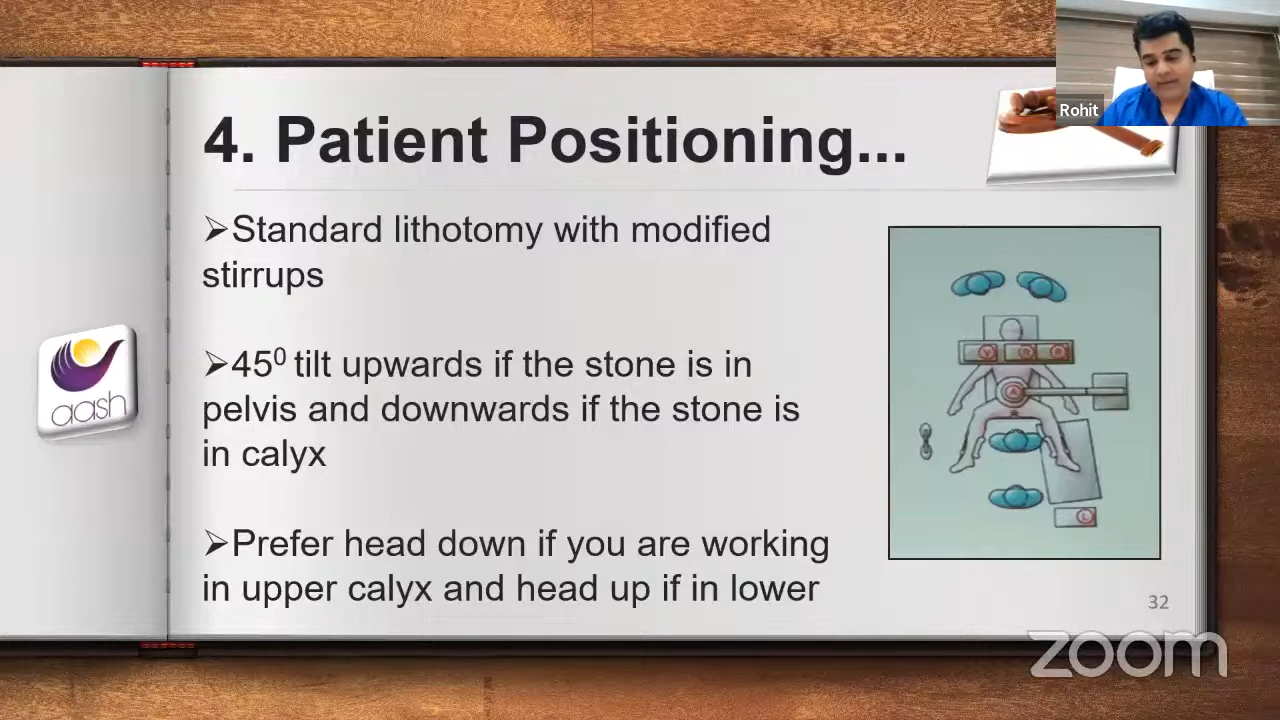 Rohit
4. Patient Positioning...
➢Standard lithotomy with modified
stirrups
➢45⁰ tilt upwards if the stone is in
pelvis and downwards if the stone is
in calyx
➢Prefer head down if you are working
in upper calyx and head up if in lower
aash
L
32
zoom